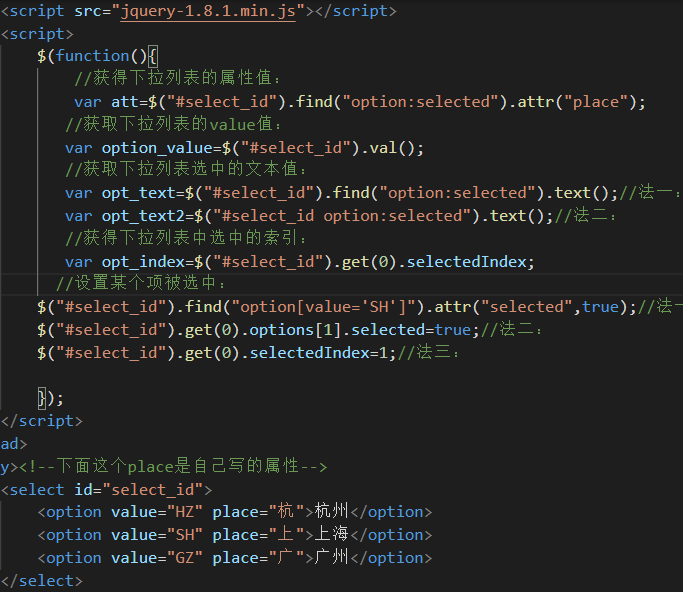 <script src="jquery-1.8.1.min.js"></script>
<script>
$(function(){
//获得下拉列表的属性值：
var att=$("#select_id").find("option:selected").attr("place");
//获取下拉列表的value值：
var option_value=$("#select_id").val();
//获取下拉列表选中的文本值：
var opt_text=$("#select_id").find("option:selected").text();//法一：
var opt_text2=$("#select_id option:selected").text();//法二：
//获得下拉列表中选中的索引：
var opt_index=$("#select_id").get(0).selectedIndex;
//设置某个项被选中：
$("#select_id").find("option[value='SH']").attr("selected",true);//法一
$("#select_id").get(0).options[1].selected=true;//法二：
$("#select_id").get(0).selectedIndex=1;//法三：
});
</script>
ad>
y><!--下面这个place是自己写的属性-->
<select id="select_id">
<option value="HZ" place="杭">杭州</option>
<option value="SH" place="上">上海</option>
<option value="GZ" place="广">广州</option>
</select>